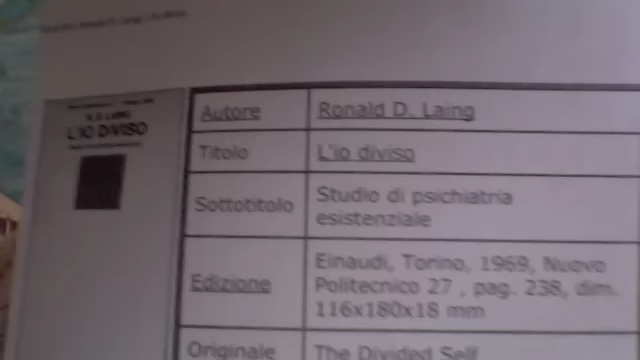 R. D. LAING
L'IO DIVISO
Autore
Ronald D. Laing
Titolo
L'io diviso
Sottotitolo
Studio di psichiatria
esistenziale
Edizione
Einaudi, Torino, 1969, Nuovo
Politecnico 27 , pag. 238, dim.
116x180x18 mm
Originale
The Divided Self